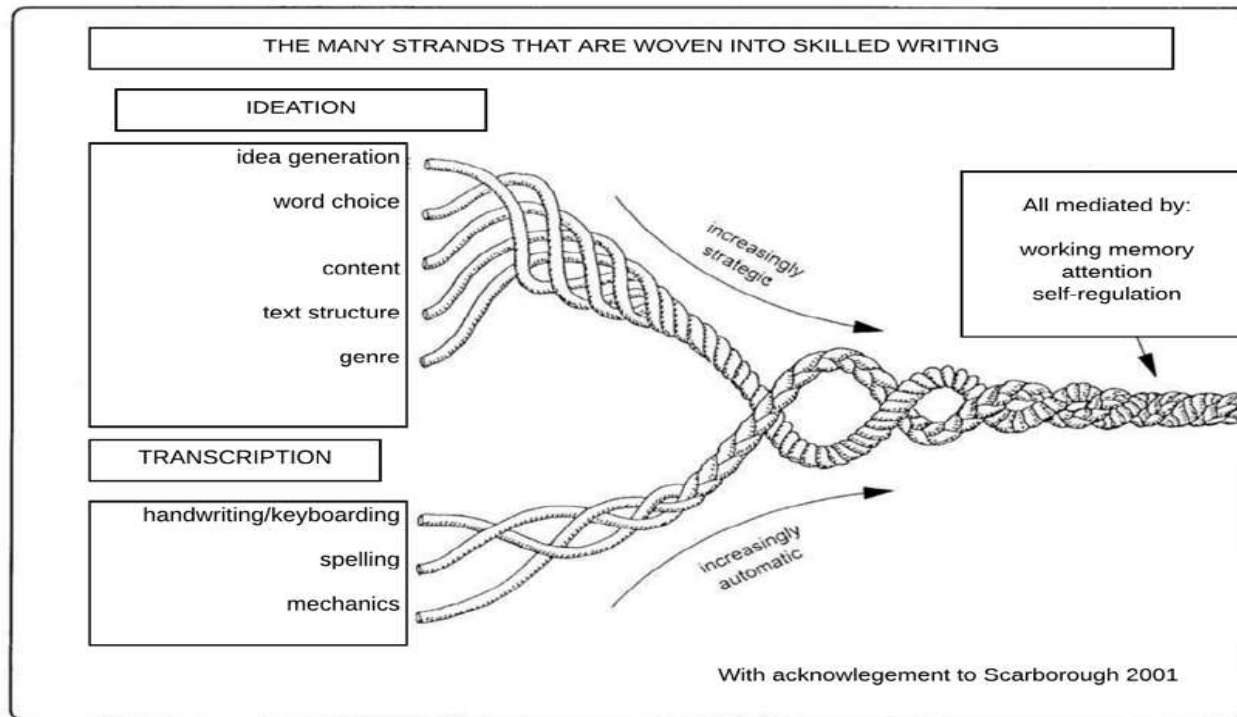 THE MANY STRANDS THAT ARE WOVEN INTO SKILLED WRITING
IDEATION
idea generation
word choice
content
text structure
genre
TRANSCRIPTION
handwriting/keyboarding
spelling
mechanics
increasingly
strategic
increasingly
automatic
All mediated by:
working memory
attention
self-regulation
With acknowlegement to Scarborough 2001